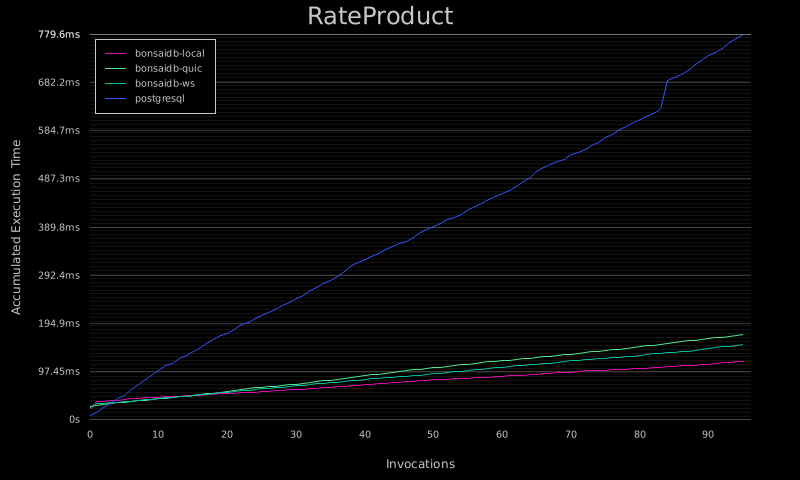 RateProduct
779.6ms
682.2ms
584.7ms
487.3ms
389.8ms
292.4ms
194.9ms
97.45ms
0s
bonsaidb-local
bonsaidb-quic
bonsaidb-ws
postgresql
Accumulated Execution Time
0 10 20 30 40 50 60 70 80 90
Invocations